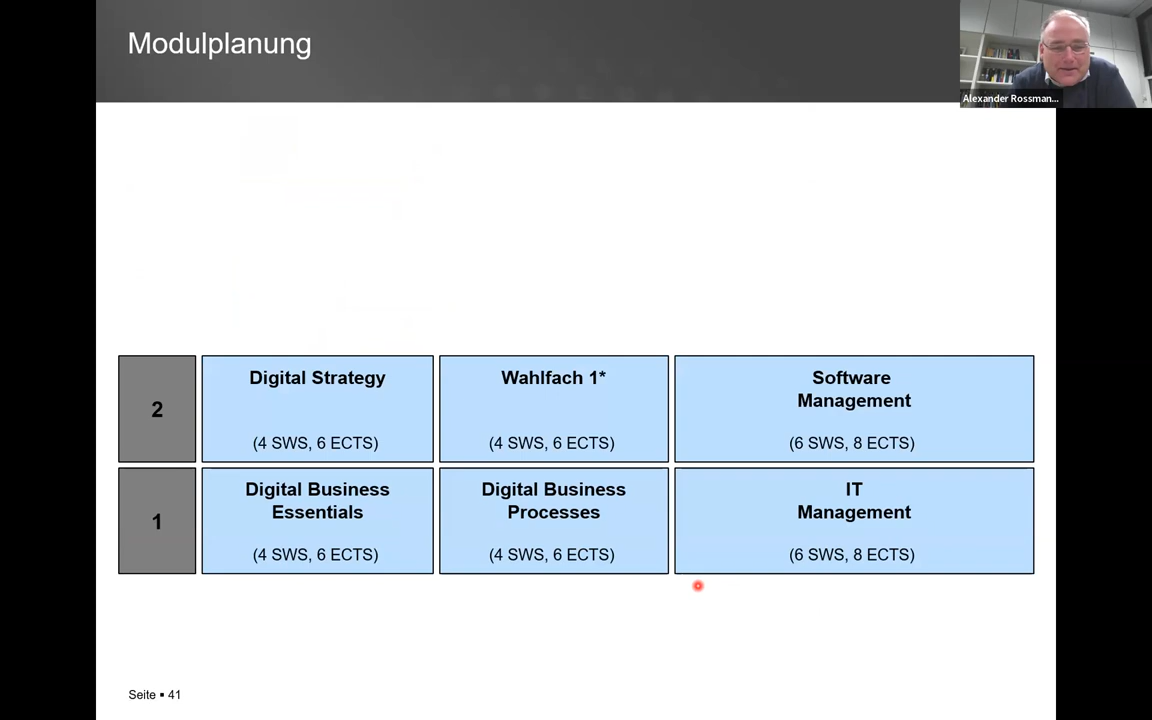 Modulplanung
Alexander Rossman...
2
Digital Strategy
(4 SWS, 6 ECTS)
Wahlfach 1*
(4 SWS, 6 ECTS)
Software
Management
(6 SWS, 8 ECTS)
1
Digital Business
Essentials
(4 SWS, 6 ECTS)
Digital Business
Processes
(4 SWS, 6 ECTS)
IT
Management
(6 SWS, 8 ECTS)
Seite ▪ 41